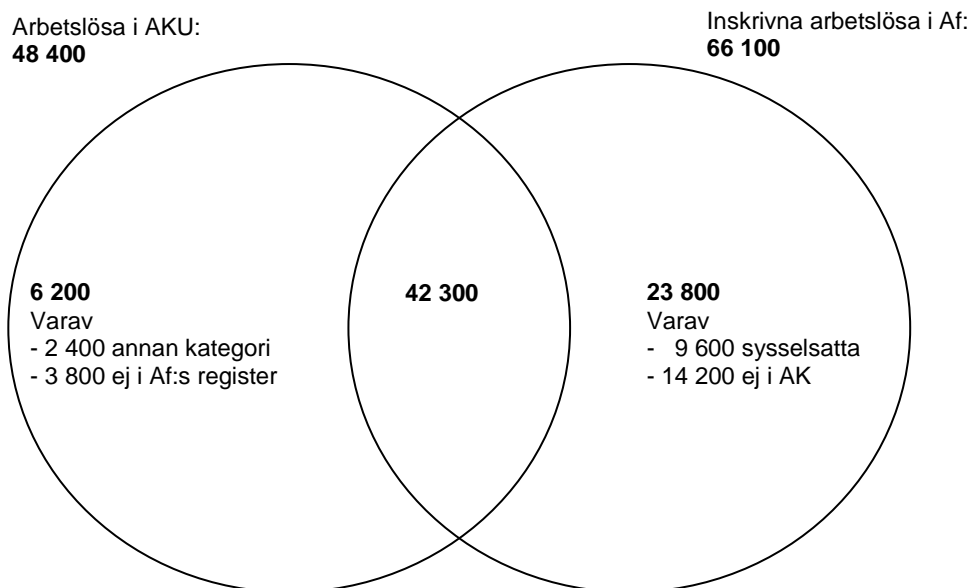 Arbetslösa i AKU:
48 400
Inskrivna arbetslösa i Af:
66 100
6 200
Varav
- 2 400 annan kategori
- 3 800 ej i Af:s register
42 300
23 800
Varav
- 9 600 sysselsatta
- 14 200 ej i AK